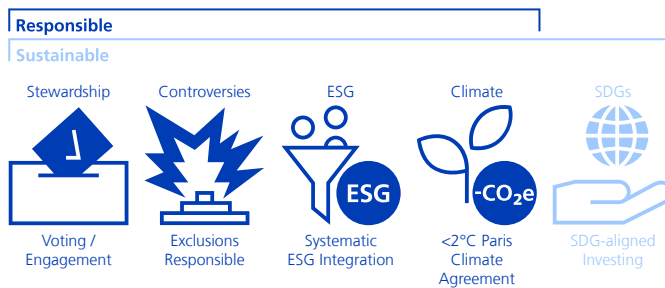 Responsible
Sustainable
Stewardship
Controversies
ESG
Climate
SDGs
ESG
-CO₂e
Voting /
Engagement
Exclusions
Responsible
Systematic
ESG Integration
<2°C Paris
Climate
Agreement
SDG-aligned
Investing